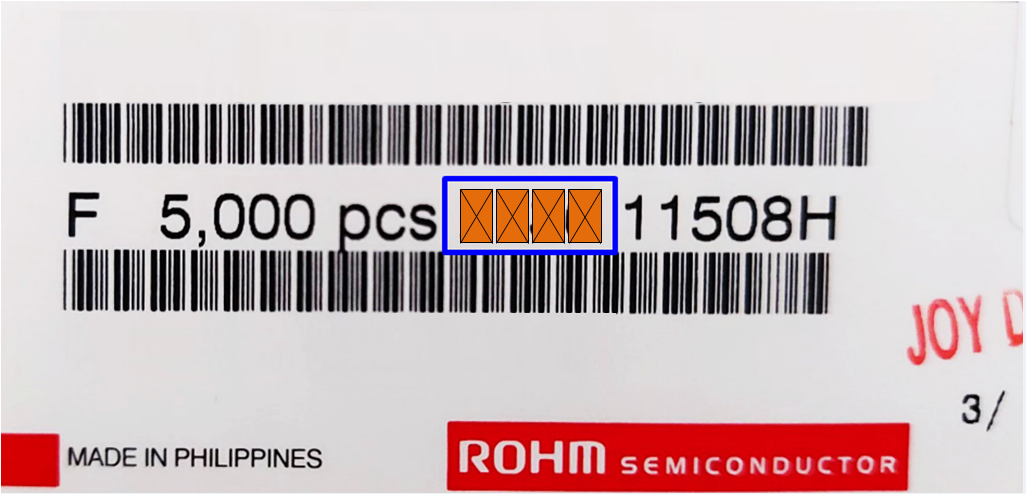 F 5,000 pcs 11508H
JOY
3/
MADE IN PHILIPPINES
ROHM SEMICONDUCTOR